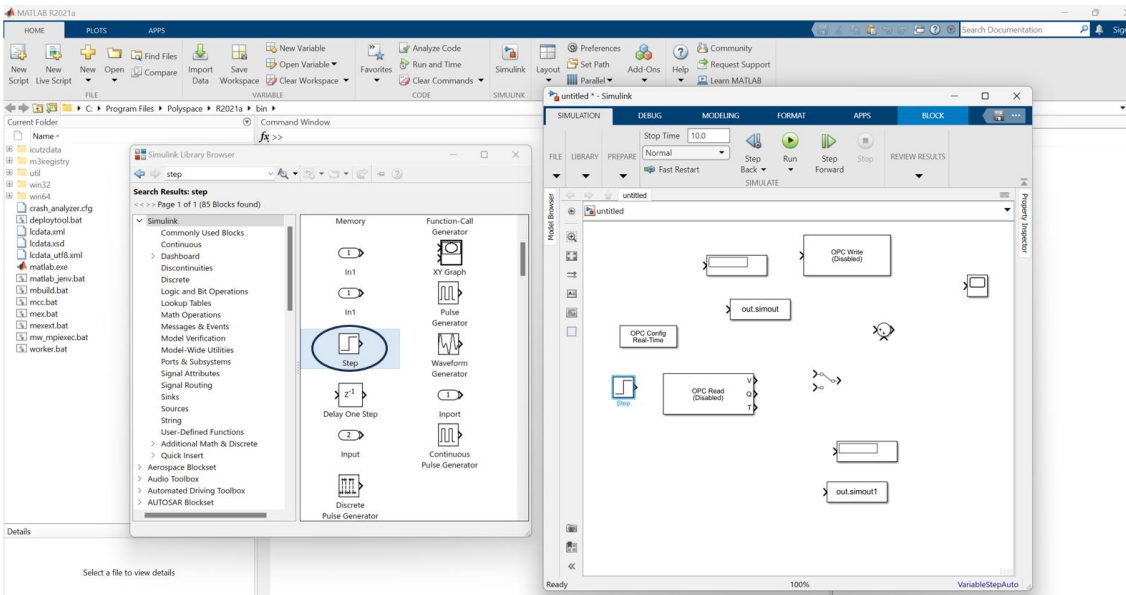 MATLAB R2021a
HOME PLOTS APPS
Search Documentation
New Script
New Live Script
New
Open
Find Files
Compare
Import Data
Save Workspace
New Variable
Open Variable
Clear Workspace
Favorites
Analyze Code
Run and Time
Clear Commands
Simulink
Layout
Preferences
Set Path
Parallel
Add-Ons
Help
Community
Request Support
Learn MATLAB
FILE VARIABLE CODE SIMULINK
C: Program Files Polyspace R2021a bin
Current Folder
Name
icutzdata
m3iregistry
util
win32
win64
crash_analyzer.cfg
deploytool.bat
lcdata.xml
lcdata.xsd
lcdata_utf8.xml
matlab.exe
matlab_jenv.bat
mbuild.bat
mcc.bat
mex.bat
mexext.bat
mw_mpiexec.bat
worker.bat
Details
Select a file to view details
Command Window
fx >>
Simulink Library Browser
step
Search Results: step
<< >> Page 1 of 1 (85 Blocks found)
Simulink
Commonly Used Blocks
Continuous
Dashboard
Discontinuities
Discrete
Logic and Bit Operations
Lookup Tables
Math Operations
Messages & Events
Model Verification
Model-Wide Utilities
Ports & Subsystems
Signal Attributes
Signal Routing
Sinks
Sources
String
User-Defined Functions
Additional Math & Discrete
Quick Insert
Aerospace Blockset
Audio Toolbox
Automated Driving Toolbox
AUTOSAR Blockset
Memory
Function-Call
Generator
1
In1
XY Graph
1
In1
Pulse
Generator
Step
Waveform
Generator
z-1
Delay One Step
1
Inport
2
Input
Continuous
Pulse Generator
Discrete
Pulse Generator
untitled * - Simulink
SIMULATION DEBUG MODELING FORMAT APPS BLOCK
FILE LIBRARY PREPARE
Stop Time 10.0
Normal
Fast Restart
Step Back
Run
Step Forward
Stop
REVIEW RESULTS
SIMULATE
Model Browser
untitled
untitled
Property Inspector
OPC Write
(Disabled)
out.simout
OPC Config
Real-Time
Step
OPC Read
(Disabled)
V
Q
T
out.simout1
Ready 100% VariableStepAuto